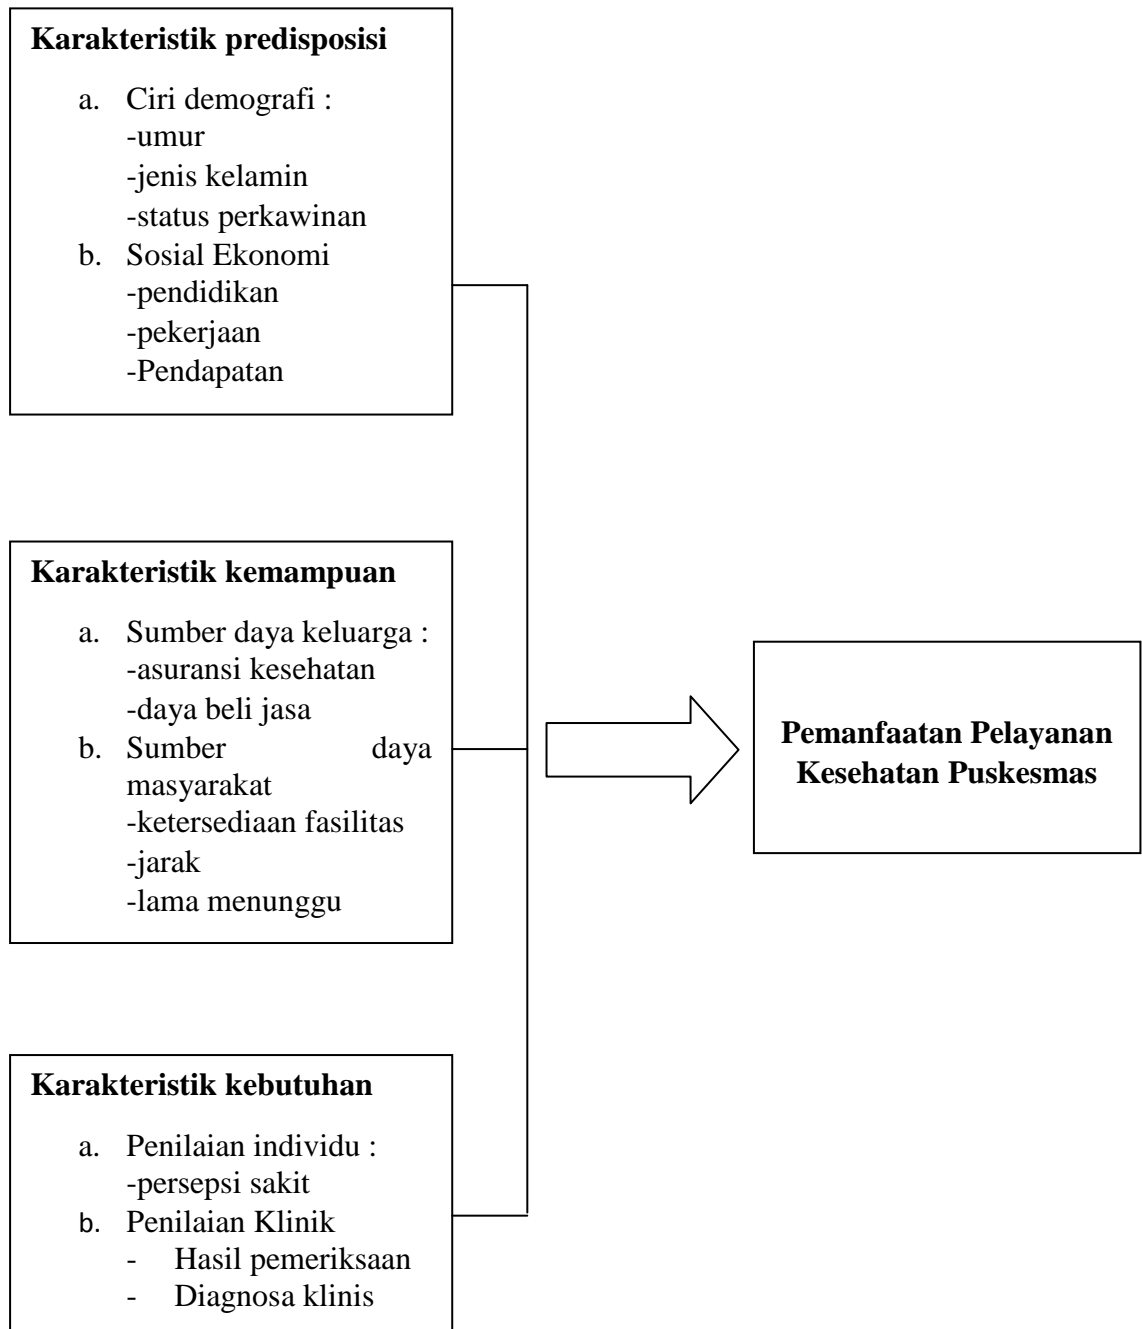 Karakteristik predisposisi
a. Ciri demografi :
-umur
-jenis kelamin
-status perkawinan
b. Sosial Ekonomi
-pendidikan
-pekerjaan
-Pendapatan
Karakteristik kemampuan
a. Sumber daya keluarga :
-asuransi kesehatan
-daya beli jasa
b. Sumber daya
masyarakat
-ketersediaan fasilitas
-jarak
-lama menunggu
Pemanfaatan Pelayanan
Kesehatan Puskesmas
Karakteristik kebutuhan
a. Penilaian individu :
-persepsi sakit
b. Penilaian Klinik
- Hasil pemeriksaan
- Diagnosa klinis